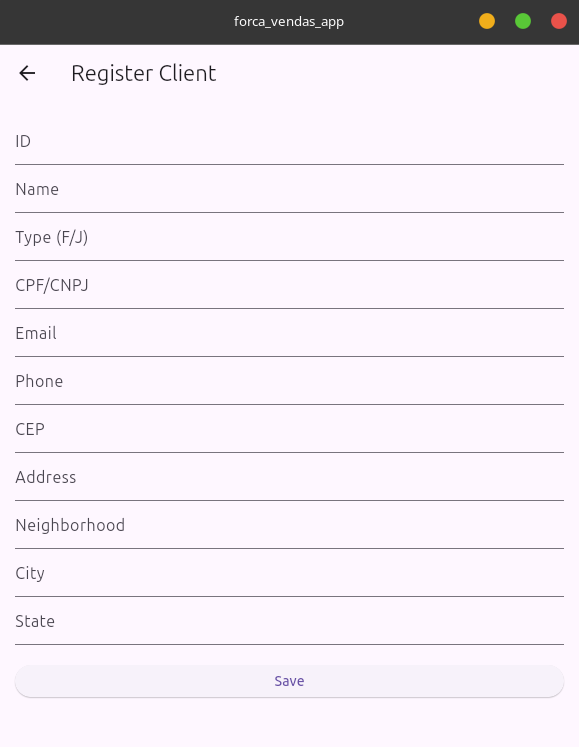 forca_vendas_app
Register Client
ID
Name
Type (F/J)
CPF/CNPJ
Email
Phone
CEP
Address
Neighborhood
City
State
Save